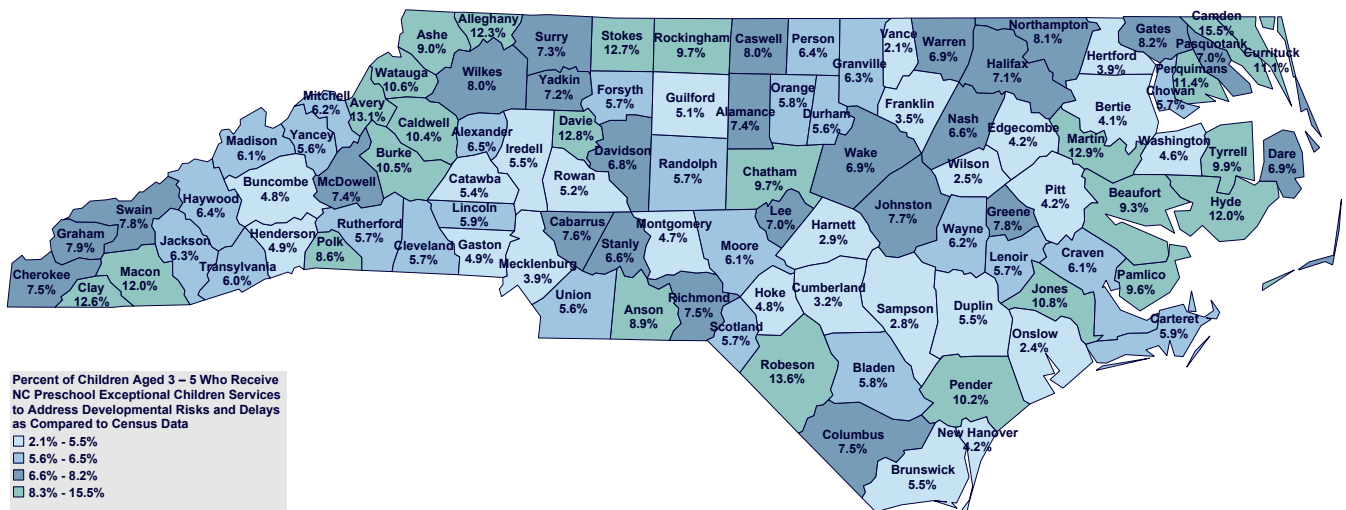 Camden
15.5%
Alleghany
12.3%
Ashe
9.0%
Surry
7.3%
Stokes
12.7%
Rockingham
9.7%
Caswell
8.0%
Person
6.4%
Vance
2.1%
Warren
6.9%
Northampton
8.1%
Gates
8.2%
Pasquotank
7.0%
Currituck
11.1%
Hertford
3.9%
Perquimans
11.4%
Chowan
5.7%
Granville
6.3%
Halifax
7.1%
Watauga
10.6%
Wilkes
8.0%
Yadkin
7.2%
Forsyth
5.7%
Guilford
5.1%
Alamance
7.4%
Orange
5.8%
Durham
5.6%
Franklin
3.5%
Nash
6.6%
Edgecombe
4.2%
Bertie
4.1%
Mitchell
6.2%
Avery
13.1%
Caldwell
10.4%
Alexander
6.5%
Iredell
5.5%
Davie
12.8%
Davidson
6.8%
Randolph
5.7%
Chatham
9.7%
Wake
6.9%
Wilson
2.5%
Martin
12.9%
Washington
4.6%
Tyrrell
9.9%
Dare
6.9%
Madison
6.1%
Yancey
5.6%
Burke
10.5%
Catawba
5.4%
Rowan
5.2%
Buncombe
4.8%
McDowell
7.4%
Haywood
6.4%
Swain
7.8%
Graham
7.9%
Jackson
6.3%
Henderson
4.9%
Polk
8.6%
Rutherford
5.7%
Cleveland
5.7%
Lincoln
5.9%
Gaston
4.9%
Mecklenburg
3.9%
Cabarrus
7.6%
Stanly
6.6%
Montgomery
4.7%
Moore
6.1%
Lee
7.0%
Harnett
2.9%
Johnston
7.7%
Wayne
6.2%
Greene
7.8%
Pitt
4.2%
Beaufort
9.3%
Hyde
12.0%
Lenoir
5.7%
Craven
6.1%
Pamlico
9.6%
Jones
10.8%
Carteret
5.9%
Cherokee
7.5%
Clay
12.6%
Macon
12.0%
Transylvania
6.0%
Union
5.6%
Anson
8.9%
Richmond
7.5%
Scotland
5.7%
Hoke
4.8%
Cumberland
3.2%
Sampson
2.8%
Duplin
5.5%
Onslow
2.4%
Robeson
13.6%
Bladen
5.8%
Pender
10.2%
Columbus
7.5%
New Hanover
4.2%
Brunswick
5.5%
Percent of Children Aged 3 – 5 Who Receive
NC Preschool Exceptional Children Services
to Address Developmental Risks and Delays
as Compared to Census Data
2.1% - 5.5%
5.6% - 6.5%
6.6% - 8.2%
8.3% - 15.5%